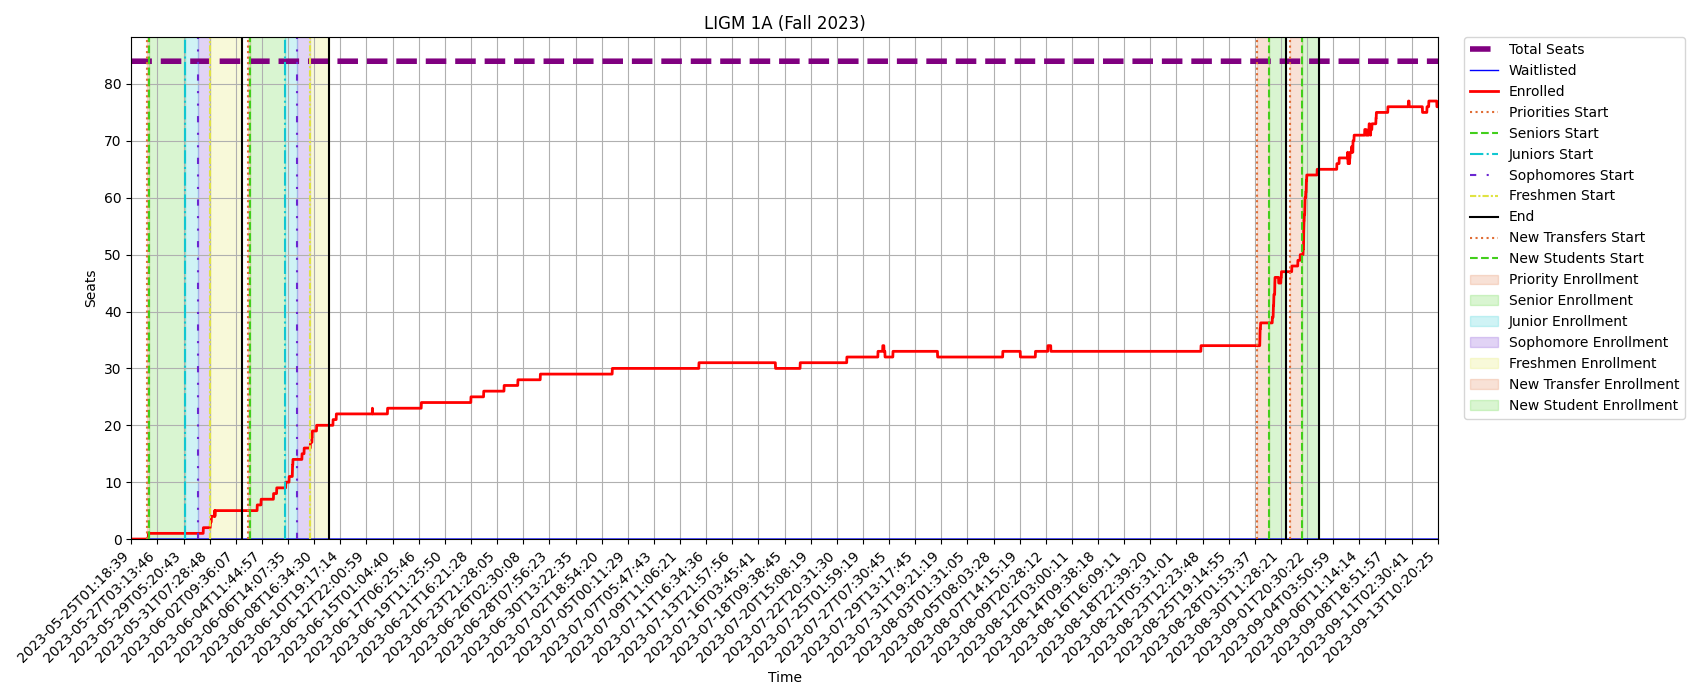 LIGM 1A (Fall 2023)
Seats
80
70
60
50
40
30
20
10
0
2023-05-25T01:18:39
2023-05-27T03:13:46
2023-05-29T05:20:43
2023-05-31T07:28:48
2023-06-02T09:36:07
2023-06-04T11:44:57
2023-06-06T14:07:35
2023-06-08T16:34:30
2023-06-10T19:17:14
2023-06-12T22:00:59
2023-06-15T01:04:40
2023-06-17T06:25:46
2023-06-19T11:25:50
2023-06-21T16:21:28
2023-06-23T21:28:05
2023-06-26T02:30:08
2023-06-28T07:56:23
2023-06-30T13:22:35
2023-07-02T18:54:20
2023-07-05T00:11:29
2023-07-07T05:47:43
2023-07-09T11:06:21
2023-07-11T16:34:36
2023-07-13T21:57:56
2023-07-16T03:45:41
2023-07-18T09:38:45
2023-07-20T15:08:19
2023-07-22T20:31:30
2023-07-25T01:59:19
2023-07-27T07:30:45
2023-07-29T13:17:45
2023-07-31T19:21:19
2023-08-03T01:31:05
2023-08-05T08:03:28
2023-08-07T14:15:19
2023-08-09T20:28:12
2023-08-12T03:00:11
2023-08-14T09:38:18
2023-08-16T16:09:11
2023-08-18T22:39:20
2023-08-21T05:31:01
2023-08-23T12:23:48
2023-08-25T19:14:55
2023-08-28T01:53:37
2023-08-30T11:28:21
2023-09-01T20:30:22
2023-09-04T03:50:59
2023-09-06T11:14:14
2023-09-08T18:51:57
2023-09-11T02:30:41
2023-09-13T10:20:25
Time
Total Seats
Waitlisted
Enrolled
Priorities Start
Seniors Start
Juniors Start
Sophomores Start
Freshmen Start
End
New Transfers Start
New Students Start
Priority Enrollment
Senior Enrollment
Junior Enrollment
Sophomore Enrollment
Freshmen Enrollment
New Transfer Enrollment
New Student Enrollment